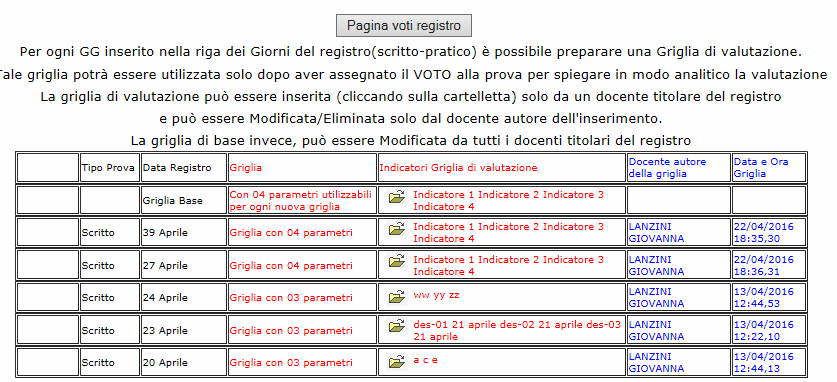 Pagina voti registro
Per ogni GG inserito nella riga dei Giorni del registro(scritto-pratico) è possibile preparare una Griglia di valutazione.
Tale griglia potrà essere utilizzata solo dopo aver assegnato il VOTO alla prova per spiegare in modo analitico la valutazione
La griglia di valutazione può essere inserita (cliccando sulla cartelletta) solo da un docente titolare del registro
e può essere Modificata/Eliminata solo dal docente autore dell'inserimento.
La griglia di base invece, può essere Modificata da tutti i docenti titolari del registro
Tipo Prova Data Registro Griglia Indicatori Griglia di valutazione Docente autore della griglia Data e Ora Griglia
Griglia Base Con 04 parametri utilizzabili per ogni nuova griglia Indicatore 1 Indicatore 2 Indicatore 3 Indicatore 4
Scritto 39 Aprile Griglia con 04 parametri Indicatore 1 Indicatore 2 Indicatore 3 Indicatore 4 LANZINI GIOVANNA 22/04/2016 18:35,30
Scritto 27 Aprile Griglia con 04 parametri Indicatore 1 Indicatore 2 Indicatore 3 Indicatore 4 LANZINI GIOVANNA 22/04/2016 18:36,31
Scritto 24 Aprile Griglia con 03 parametri ww yy zz LANZINI GIOVANNA 13/04/2016 12:44,53
Scritto 23 Aprile Griglia con 03 parametri des-01 21 aprile des-02 21 aprile des-03 21 aprile LANZINI GIOVANNA 13/04/2016 12:22,10
Scritto 20 Aprile Griglia con 03 parametri a c e LANZINI GIOVANNA 13/04/2016 12:44,13